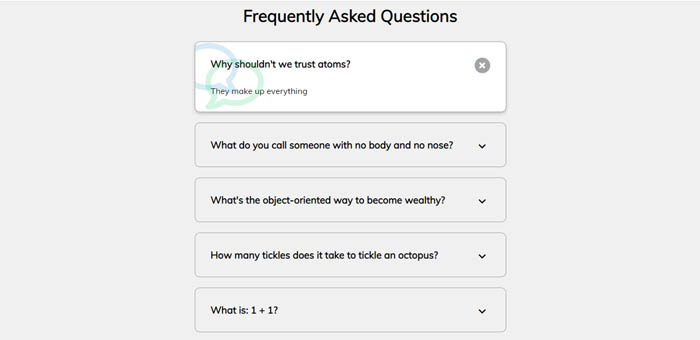 Frequently Asked Questions
Why shouldn't we trust atoms?
They make up everything
What do you call someone with no body and no nose?
What's the object-oriented way to become wealthy?
How many tickles does it take to tickle an octopus?
What is: 1 + 1?